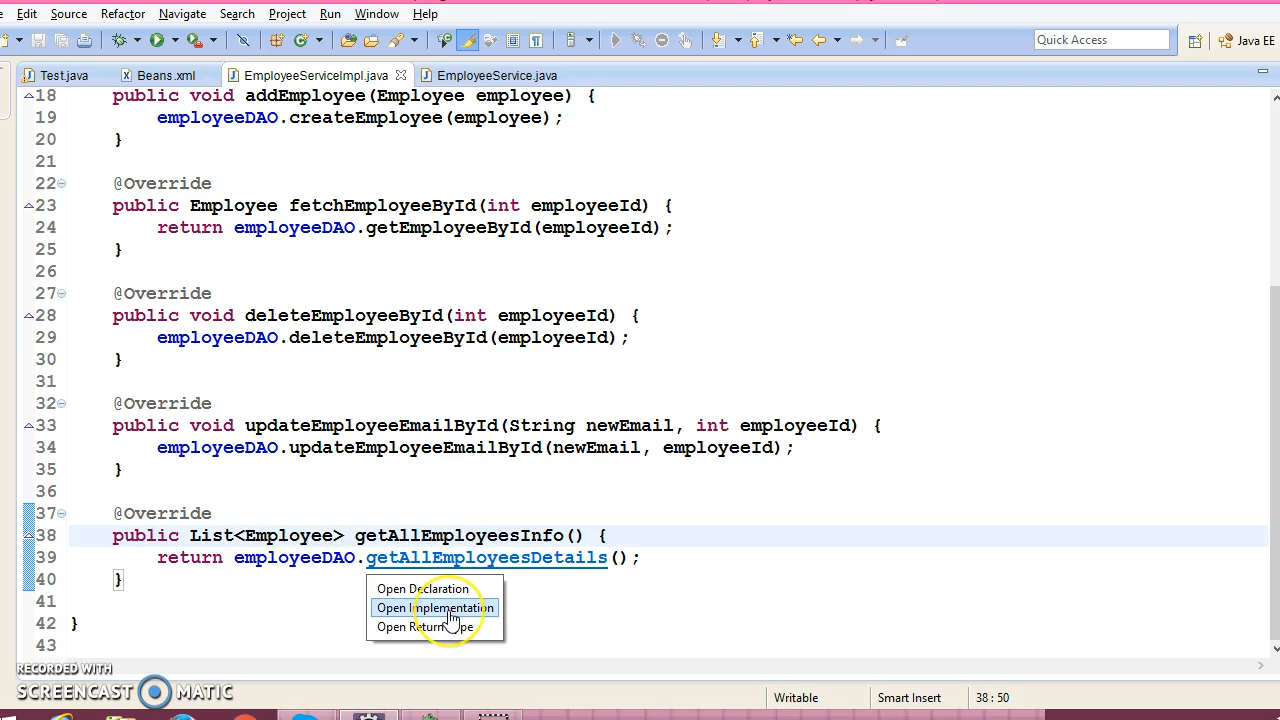 Edit Source Refactor Navigate Search Project Run Window Help
Quick Access Java EE
Test.java Beans.xml EmployeeServiceImpl.java EmployeeService.java
18 public void addEmployee(Employee employee) {
19 employeeDAO.createEmployee(employee);
20 }
21
22 @Override
23 public Employee fetchEmployeeById(int employeeId) {
24 return employeeDAO.getEmployeeById(employeeId);
25 }
26
27 @Override
28 public void deleteEmployeeById(int employeeId) {
29 employeeDAO.deleteEmployeeById(employeeId);
30 }
31
32 @Override
33 public void updateEmployeeEmailById(String newEmail, int employeeId) {
34 employeeDAO.updateEmployeeEmailById(newEmail, employeeId);
35 }
36
37 @Override
38 public List<Employee> getAllEmployeesInfo() {
39 return employeeDAO.getAllEmployeesDetails();
40 }
Open Declaration
41
Open Implementation
42 }
Open Return Type
43
RECORDED WITH
SCREENCAST MATIC
Writable Smart Insert 38 : 50